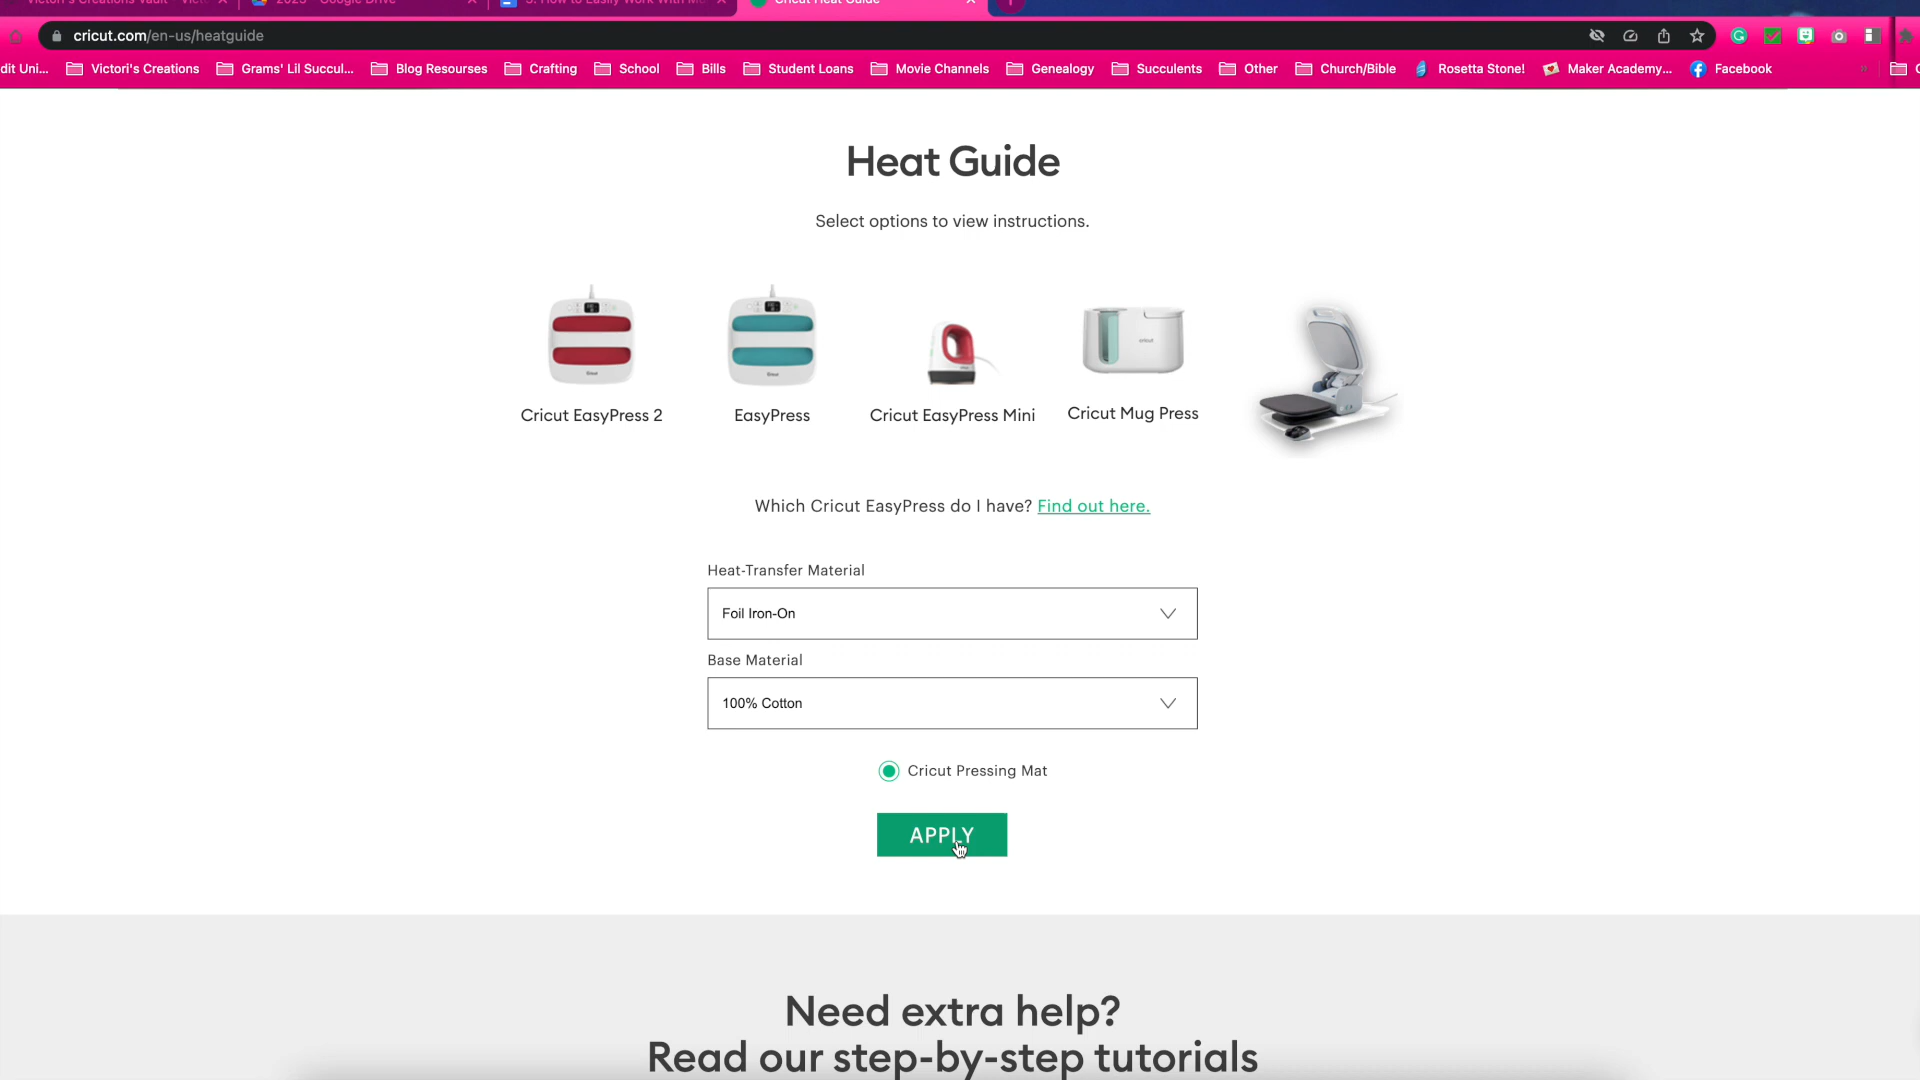 cricut.com/en-us/heatguide
dit Uni... Victori's Creations Grams' Lil Succul... Blog Resourses Crafting School Bills Student Loans Movie Channels Genealogy Succulents Other Church/Bible Rosetta Stone! Maker Academy... Facebook
Heat Guide
Select options to view instructions.
Cricut EasyPress 2 EasyPress Cricut EasyPress Mini Cricut Mug Press
Which Cricut EasyPress do I have? Find out here.
Heat-Transfer Material
Foil Iron-On
Base Material
100% Cotton
Cricut Pressing Mat
APPLY
Need extra help?
Read our step-by-step tutorials